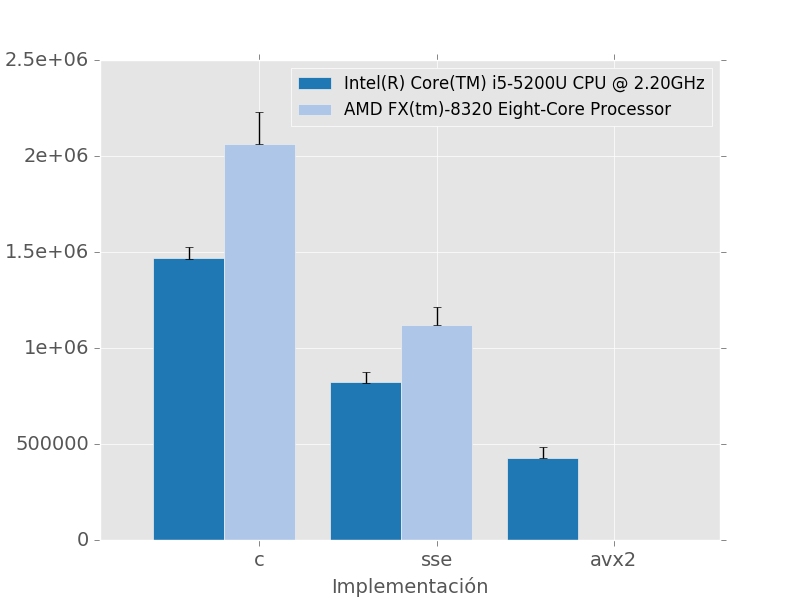 2.5e+06
2e+06
1.5e+06
1e+06
500000
0
Intel(R) Core(TM) i5-5200U CPU @ 2.20GHz
AMD FX(tm)-8320 Eight-Core Processor
c
sse
avx2
Implementación